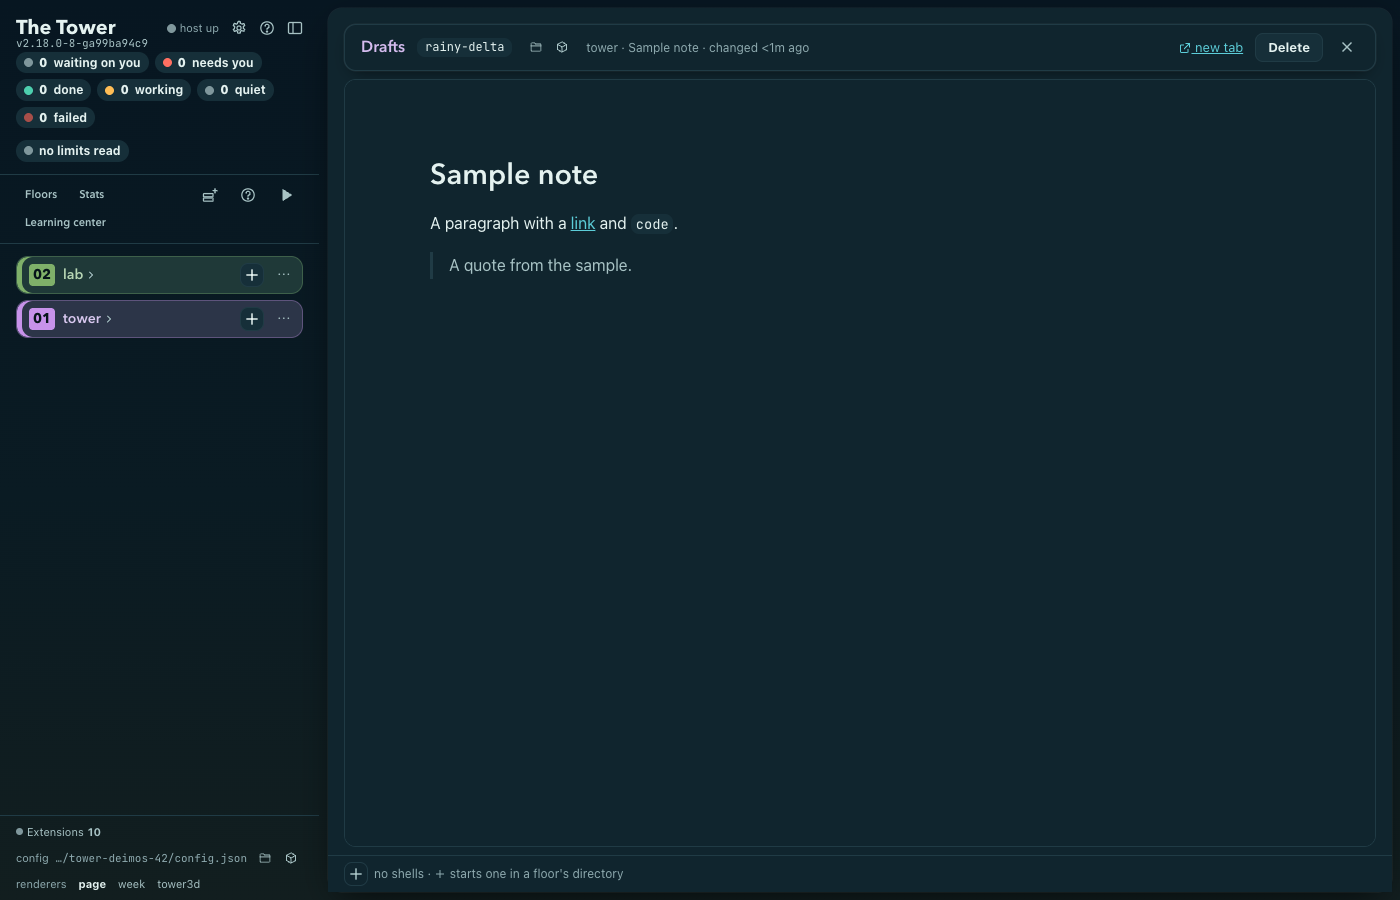 The Tower
host up
v2.18.0-8-ga99ba94c9
0 waiting on you
0 needs you
0 done
0 working
0 quiet
0 failed
no limits read
Floors
Stats
Learning center
02 lab ›
+ ···
01 tower ›
+ ···
Extensions 10
config …/tower-deimos-42/config.json
renderers page week tower3d
Drafts rainy-delta tower · Sample note · changed <1m ago
new tab
Delete
Sample note
A paragraph with a link and code.
A quote from the sample.
+ no shells · + starts one in a floor's directory